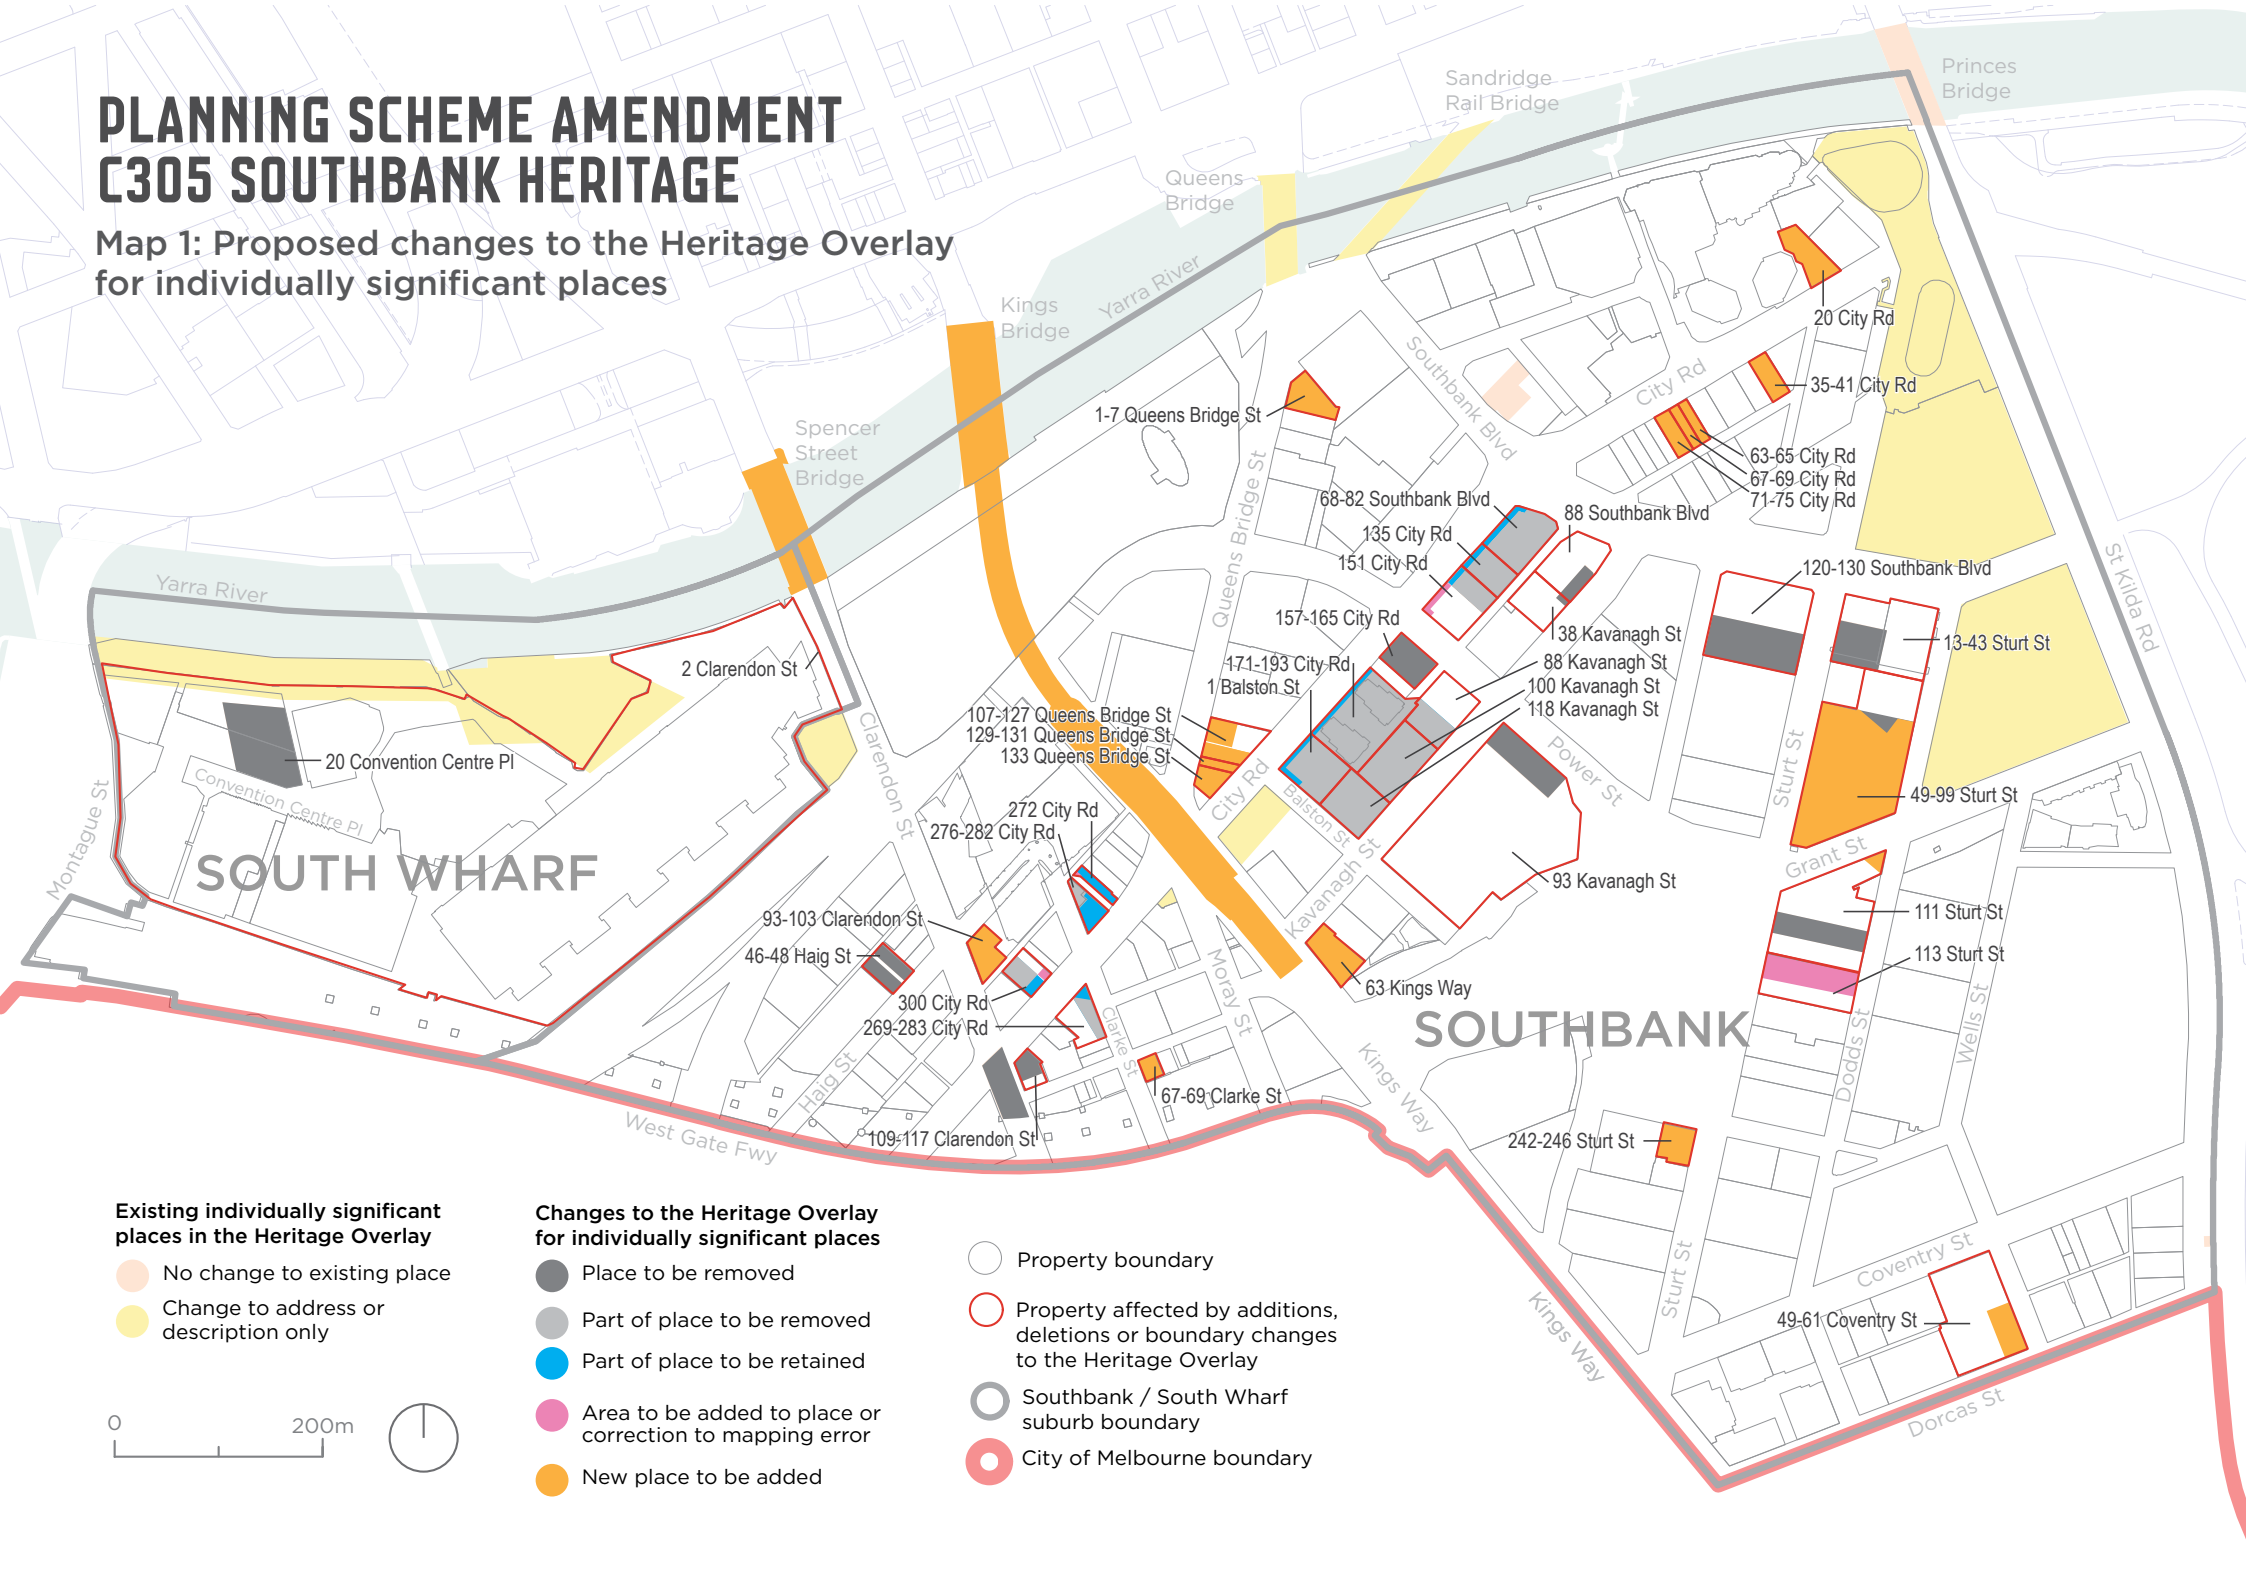 PLANNING SCHEME AMENDMENT
C305 SOUTHBANK HERITAGE
Map 1: Proposed changes to the Heritage Overlay
for individually significant places
Sandridge
Rail Bridge
Princes
Bridge
Queens
Bridge
Kings
Bridge
Yarra River
Spencer
Street
Bridge
Yarra River
20 City Rd
Southbank Blvd
City Rd
35-41 City Rd
1-7 Queens Bridge St
63-65 City Rd
67-69 City Rd
71-75 City Rd
Queens Bridge St
68-82 Southbank Blvd
88 Southbank Blvd
135 City Rd
151 City Rd
St Kilda Rd
120-130 Southbank Blvd
157-165 City Rd
38 Kavanagh St
13-43 Sturt St
171-193 City Rd
88 Kavanagh St
2 Clarendon St
1 Balston St
100 Kavanagh St
118 Kavanagh St
107-127 Queens Bridge St
129-131 Queens Bridge St
133 Queens Bridge St
Clarendon St
Power St
Sturt St
20 Convention Centre Pl
Convention Centre Pl
City Rd
Balston St
49-99 Sturt St
272 City Rd
276-282 City Rd
Montague St
SOUTH WHARF
Kavanagh St
Grant St
93 Kavanagh St
93-103 Clarendon St
111 Sturt St
46-48 Haig St
113 Sturt St
Moray St
63 Kings Way
300 City Rd
269-283 City Rd
SOUTHBANK
Clarke St
Wells St
Dodds St
Haig St
Kings Way
67-69 Clarke St
West Gate Fwy
109-117 Clarendon St
242-246 Sturt St
Sturt St
Coventry St
Kings Way
49-61 Coventry St
Dorcas St
Existing individually significant
places in the Heritage Overlay
No change to existing place
Change to address or
description only
0
200m
Changes to the Heritage Overlay
for individually significant places
Place to be removed
Part of place to be removed
Part of place to be retained
Area to be added to place or
correction to mapping error
New place to be added
Property boundary
Property affected by additions,
deletions or boundary changes
to the Heritage Overlay
Southbank / South Wharf
suburb boundary
City of Melbourne boundary